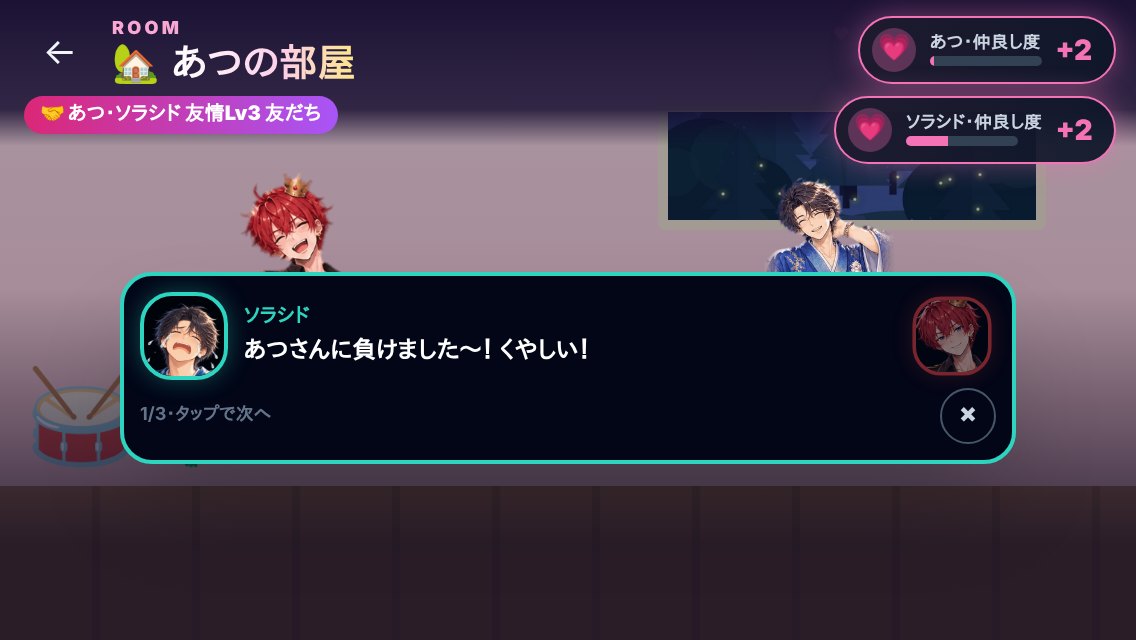 ROOM
🏡 あつの部屋
🤝 あつ・ソラシド 友情Lv3 友だち
あつ・仲良し度 +2
ソラシド・仲良し度 +2
ソラシド
あつさんに負けました〜！くやしい！
1/3・タップで次へ
✖